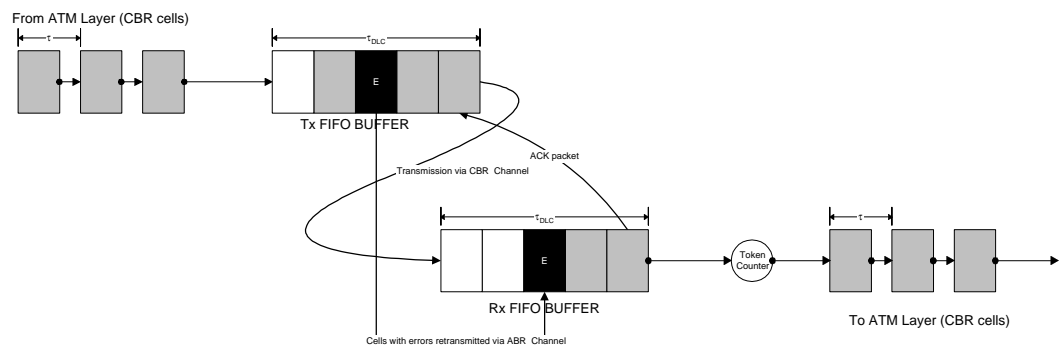 From ATM Layer (CBR cells)
τ
τDLC
E
Tx FIFO BUFFER
ACK packet
Transmission via CBR Channel
τDLC
τ
E
Token
Counter
Rx FIFO BUFFER
To ATM Layer (CBR cells)
Cells with errors retransmitted via ABR Channel